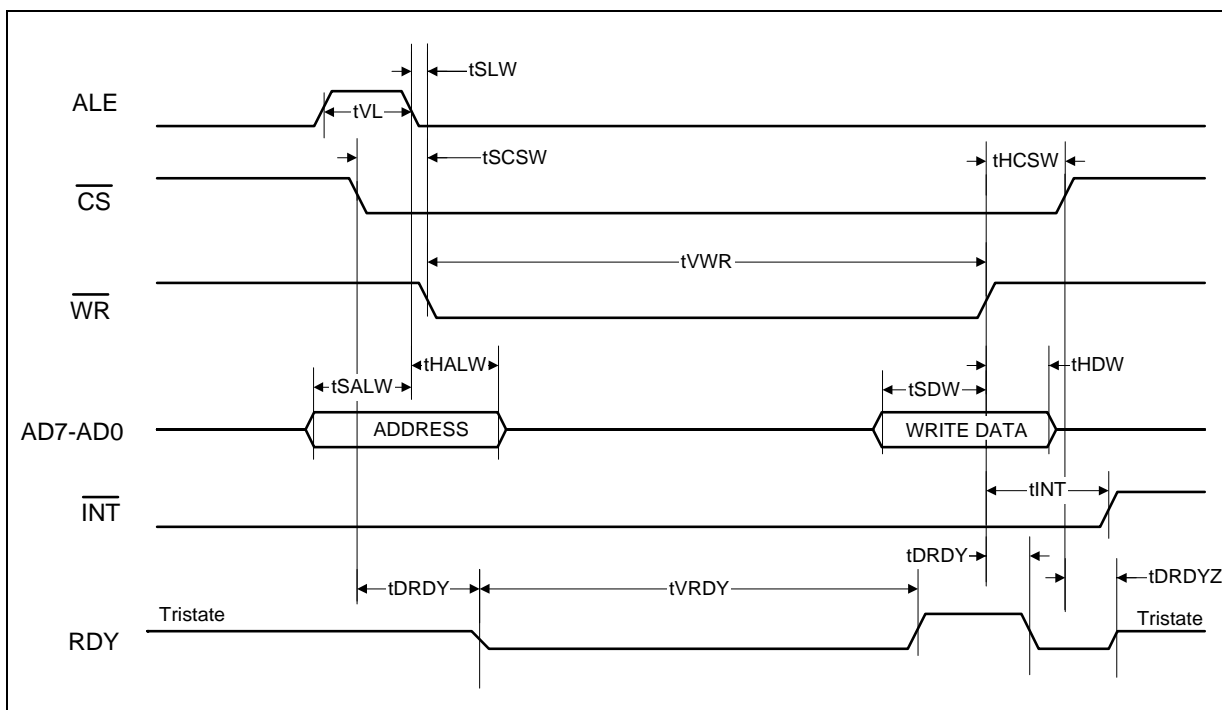 tSLW
ALE
tVL
tSCSW
tHCSW
CS
tVWR
WR
tHALW
tSALW
tHDW
tSDW
AD7-AD0
ADDRESS
WRITE DATA
INT
tINT
tDRDY
tDRDY
tVRDY
tDRDYZ
Tristate
Tristate
RDY